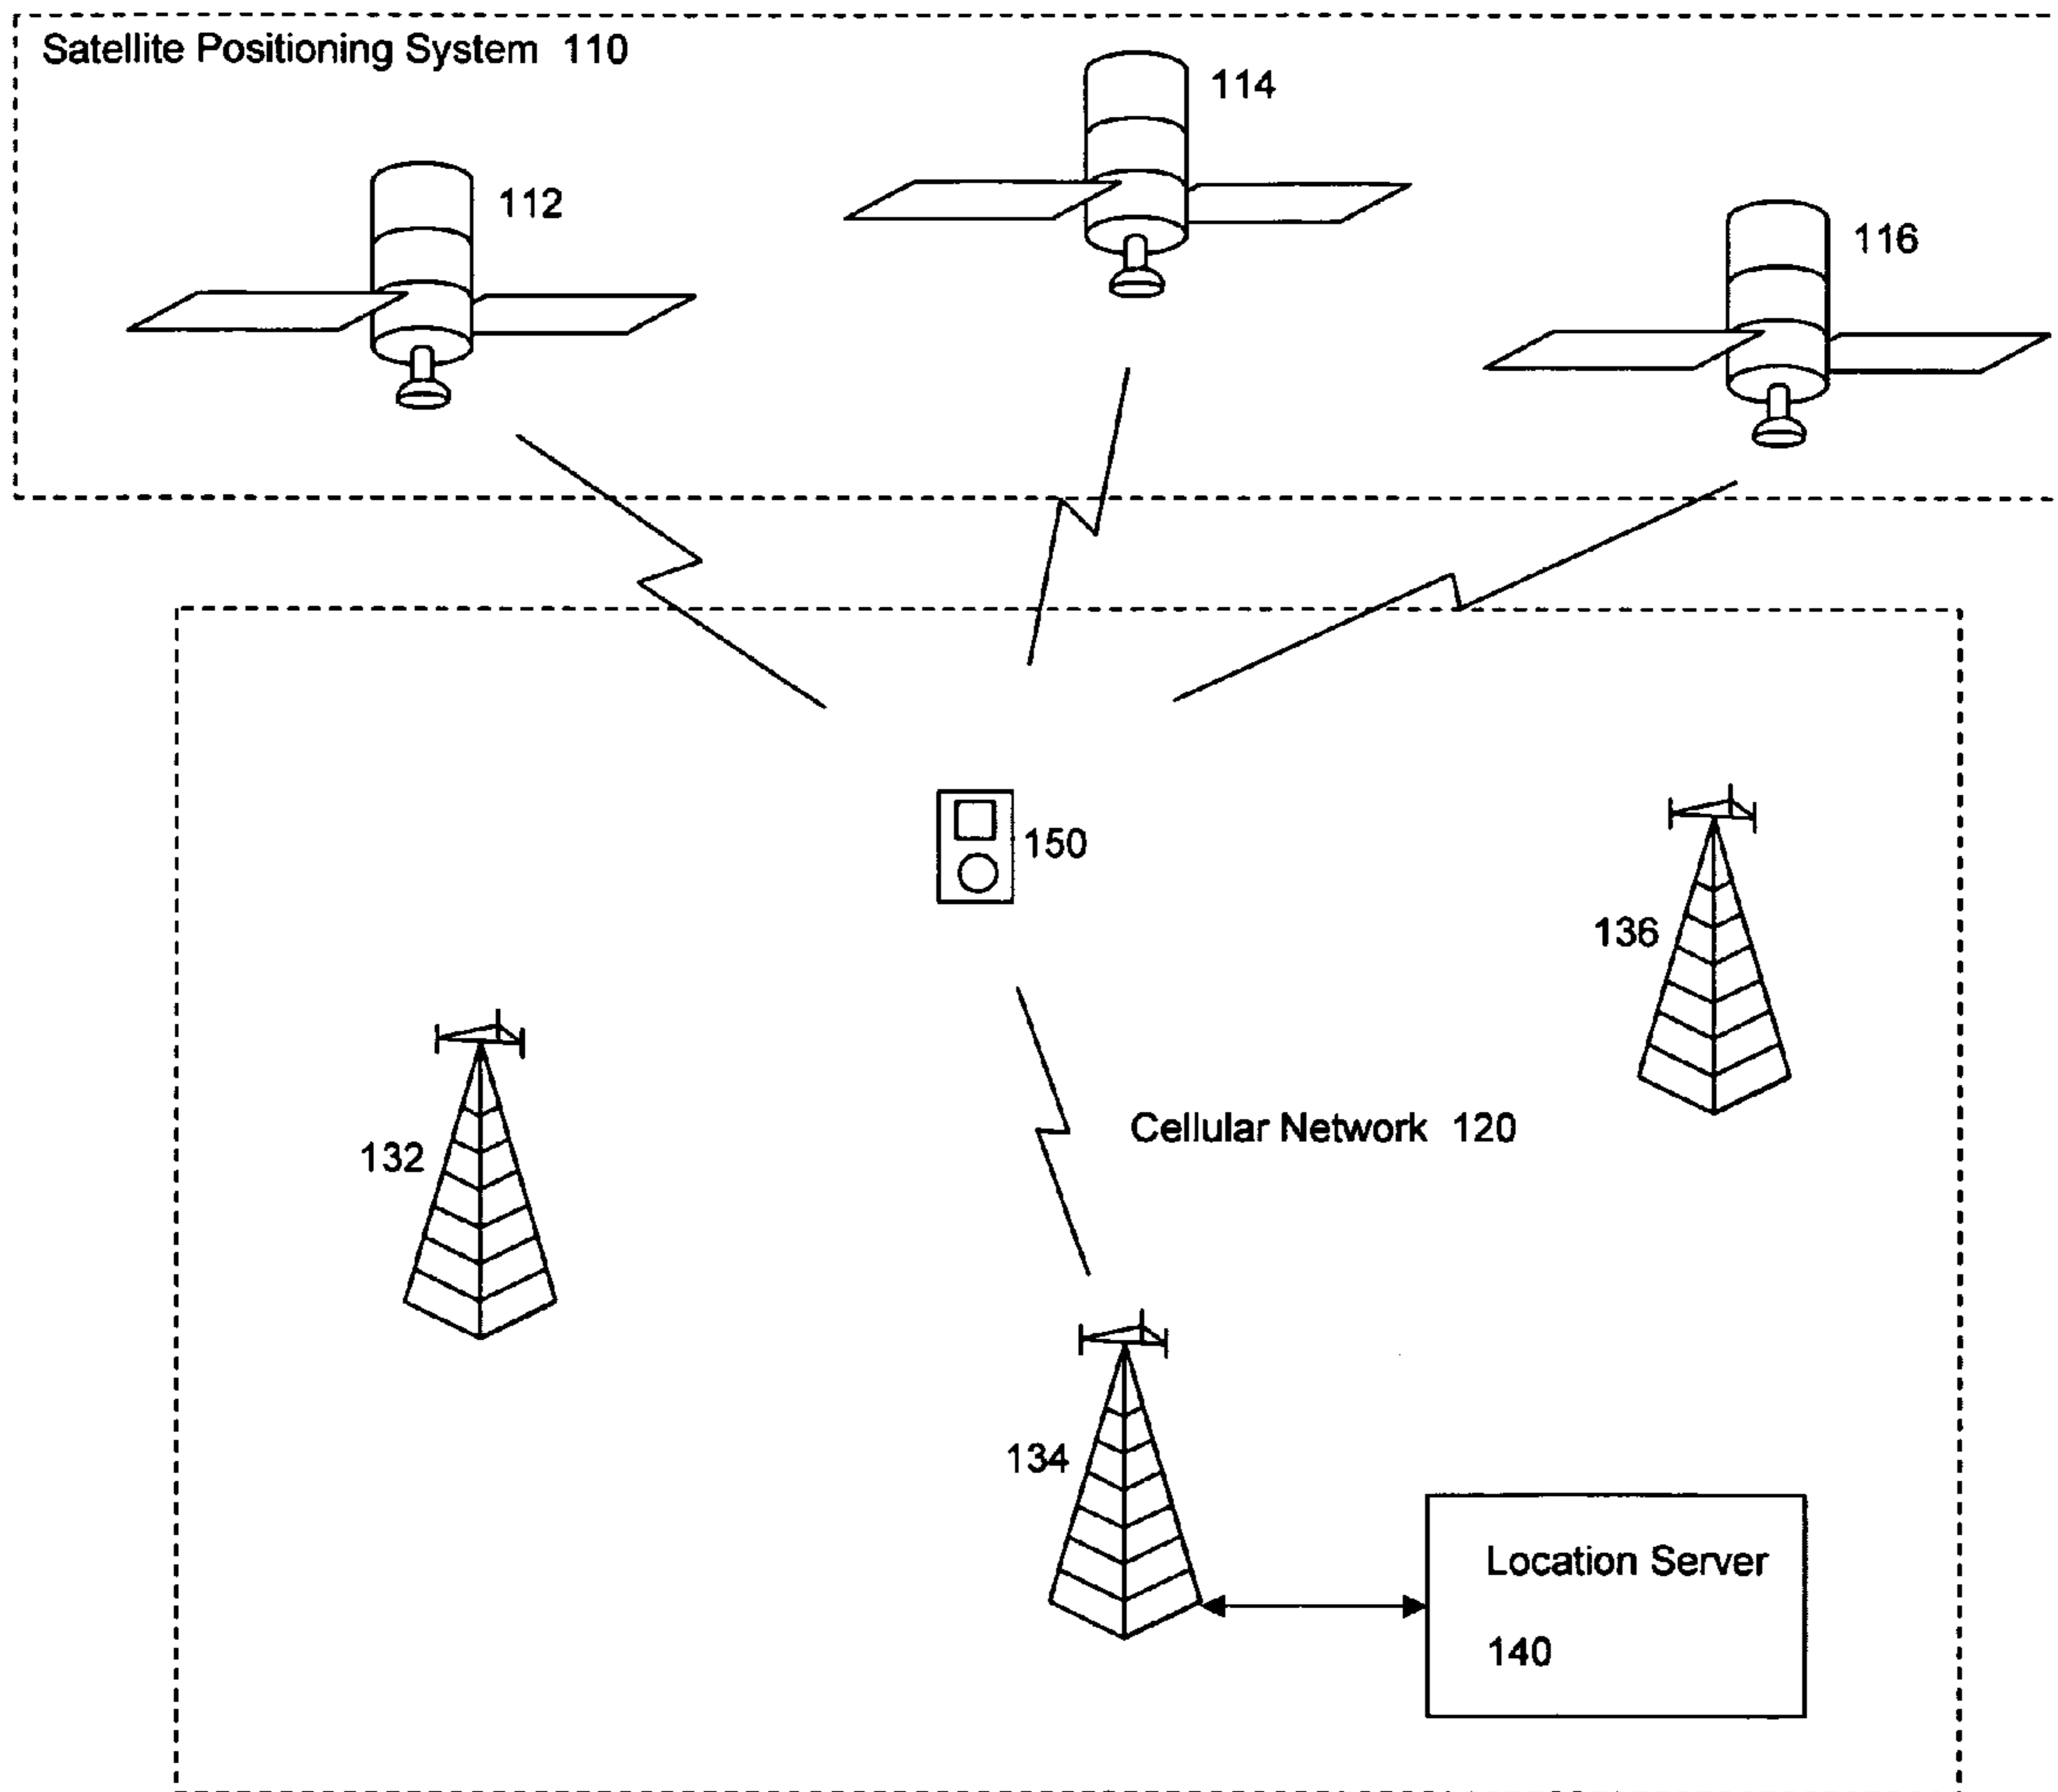 Satellite Positioning System 110
114
112
116
150
136
Cellular Network 120
132
134
Location Server
140